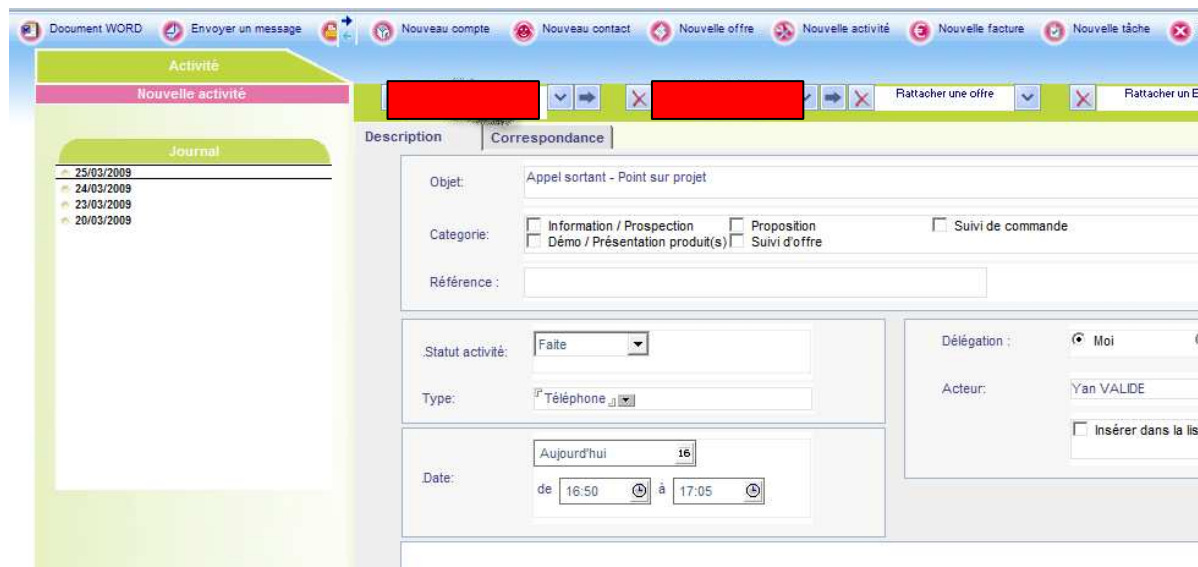 Document WORD Envoyer un message Nouveau compte Nouveau contact Nouvelle offre Nouvelle activité Nouvelle facture Nouvelle tâche
Activité
Nouvelle activité
Rattacher une offre Rattacher un E
Description Correspondance
Journal
25/03/2009
24/03/2009
23/03/2009
20/03/2009
Objet: Appel sortant - Point sur projet
Categorie: Information / Prospection Proposition Suivi de commande
Démo / Présentation produit(s) Suivi d'offre
Référence :
.Statut activité: Faite
Type: Téléphone
Délégation : Moi
Acteur: Yan VALIDE
Insérer dans la lis
Aujourd'hui 16
.Date:
de 16:50 à 17:05